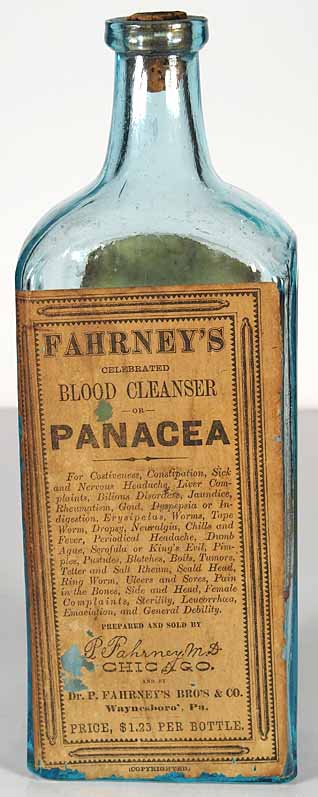 FAHRNEY'S
CELEBRATED
BLOOD CLEANSER
—OR—
PANACEA
For Costiveness, Constipation, Sick
and Nervous Headache, Liver Com-
plaints, Bilious Disorders, Jaundice,
Rheumatism, Gout, Dyspepsia or In-
digestion, Erysipelas, Worms, Tape
Worm, Dropsy, Neuralgia, Chills and
Fever, Periodical Headache, Dumb
Ague, Scrofula or King's Evil, Pim-
ples, Pustules, Blotches, Boils, Tumors,
Tetter and Salt Rheum, Scald Head,
Ring Worm, Ulcers and Sores, Pain
in the Bones, Side and Head, Female
Complaints, Sterility, Leucorrhœa,
Emaciation, and General Debility.
PREPARED AND SOLD BY
P. Fahrney M.D
CHICAGO.
AND BY
Dr. P. FAHRNEY'S BRO'S & CO.
Waynesboro', Pa.
PRICE, $1.25 PER BOTTLE.
(COPYRIGHTED.)